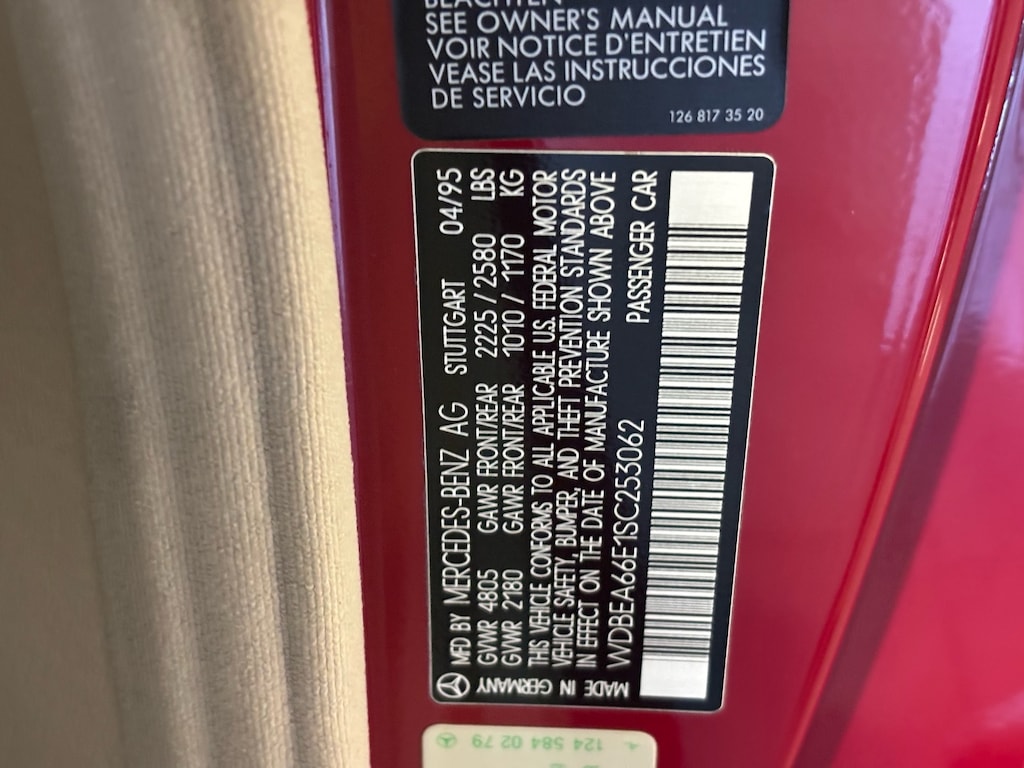 SEE OWNER'S MANUAL
VOIR NOTICE D'ENTRETIEN
VEASE LAS INSTRUCCIONES
DE SERVICIO
126 817 35 20
MFD BY MERCEDES-BENZ AG STUTTGART 04/95
GVWR 4805 GAWR FRONT/REAR 2225 / 2580 LBS
GVWR 2180 GAWR FRONT/REAR 1010 / 1170 KG
THIS VEHICLE CONFORMS TO ALL APPLICABLE U.S. FEDERAL MOTOR
VEHICLE SAFETY, BUMPER, AND THEFT PREVENTION STANDARDS
IN EFFECT ON THE DATE OF MANUFACTURE SHOWN ABOVE
WDBEA66E1SC253062 PASSENGER CAR
MADE IN GERMANY
124 584 02 79